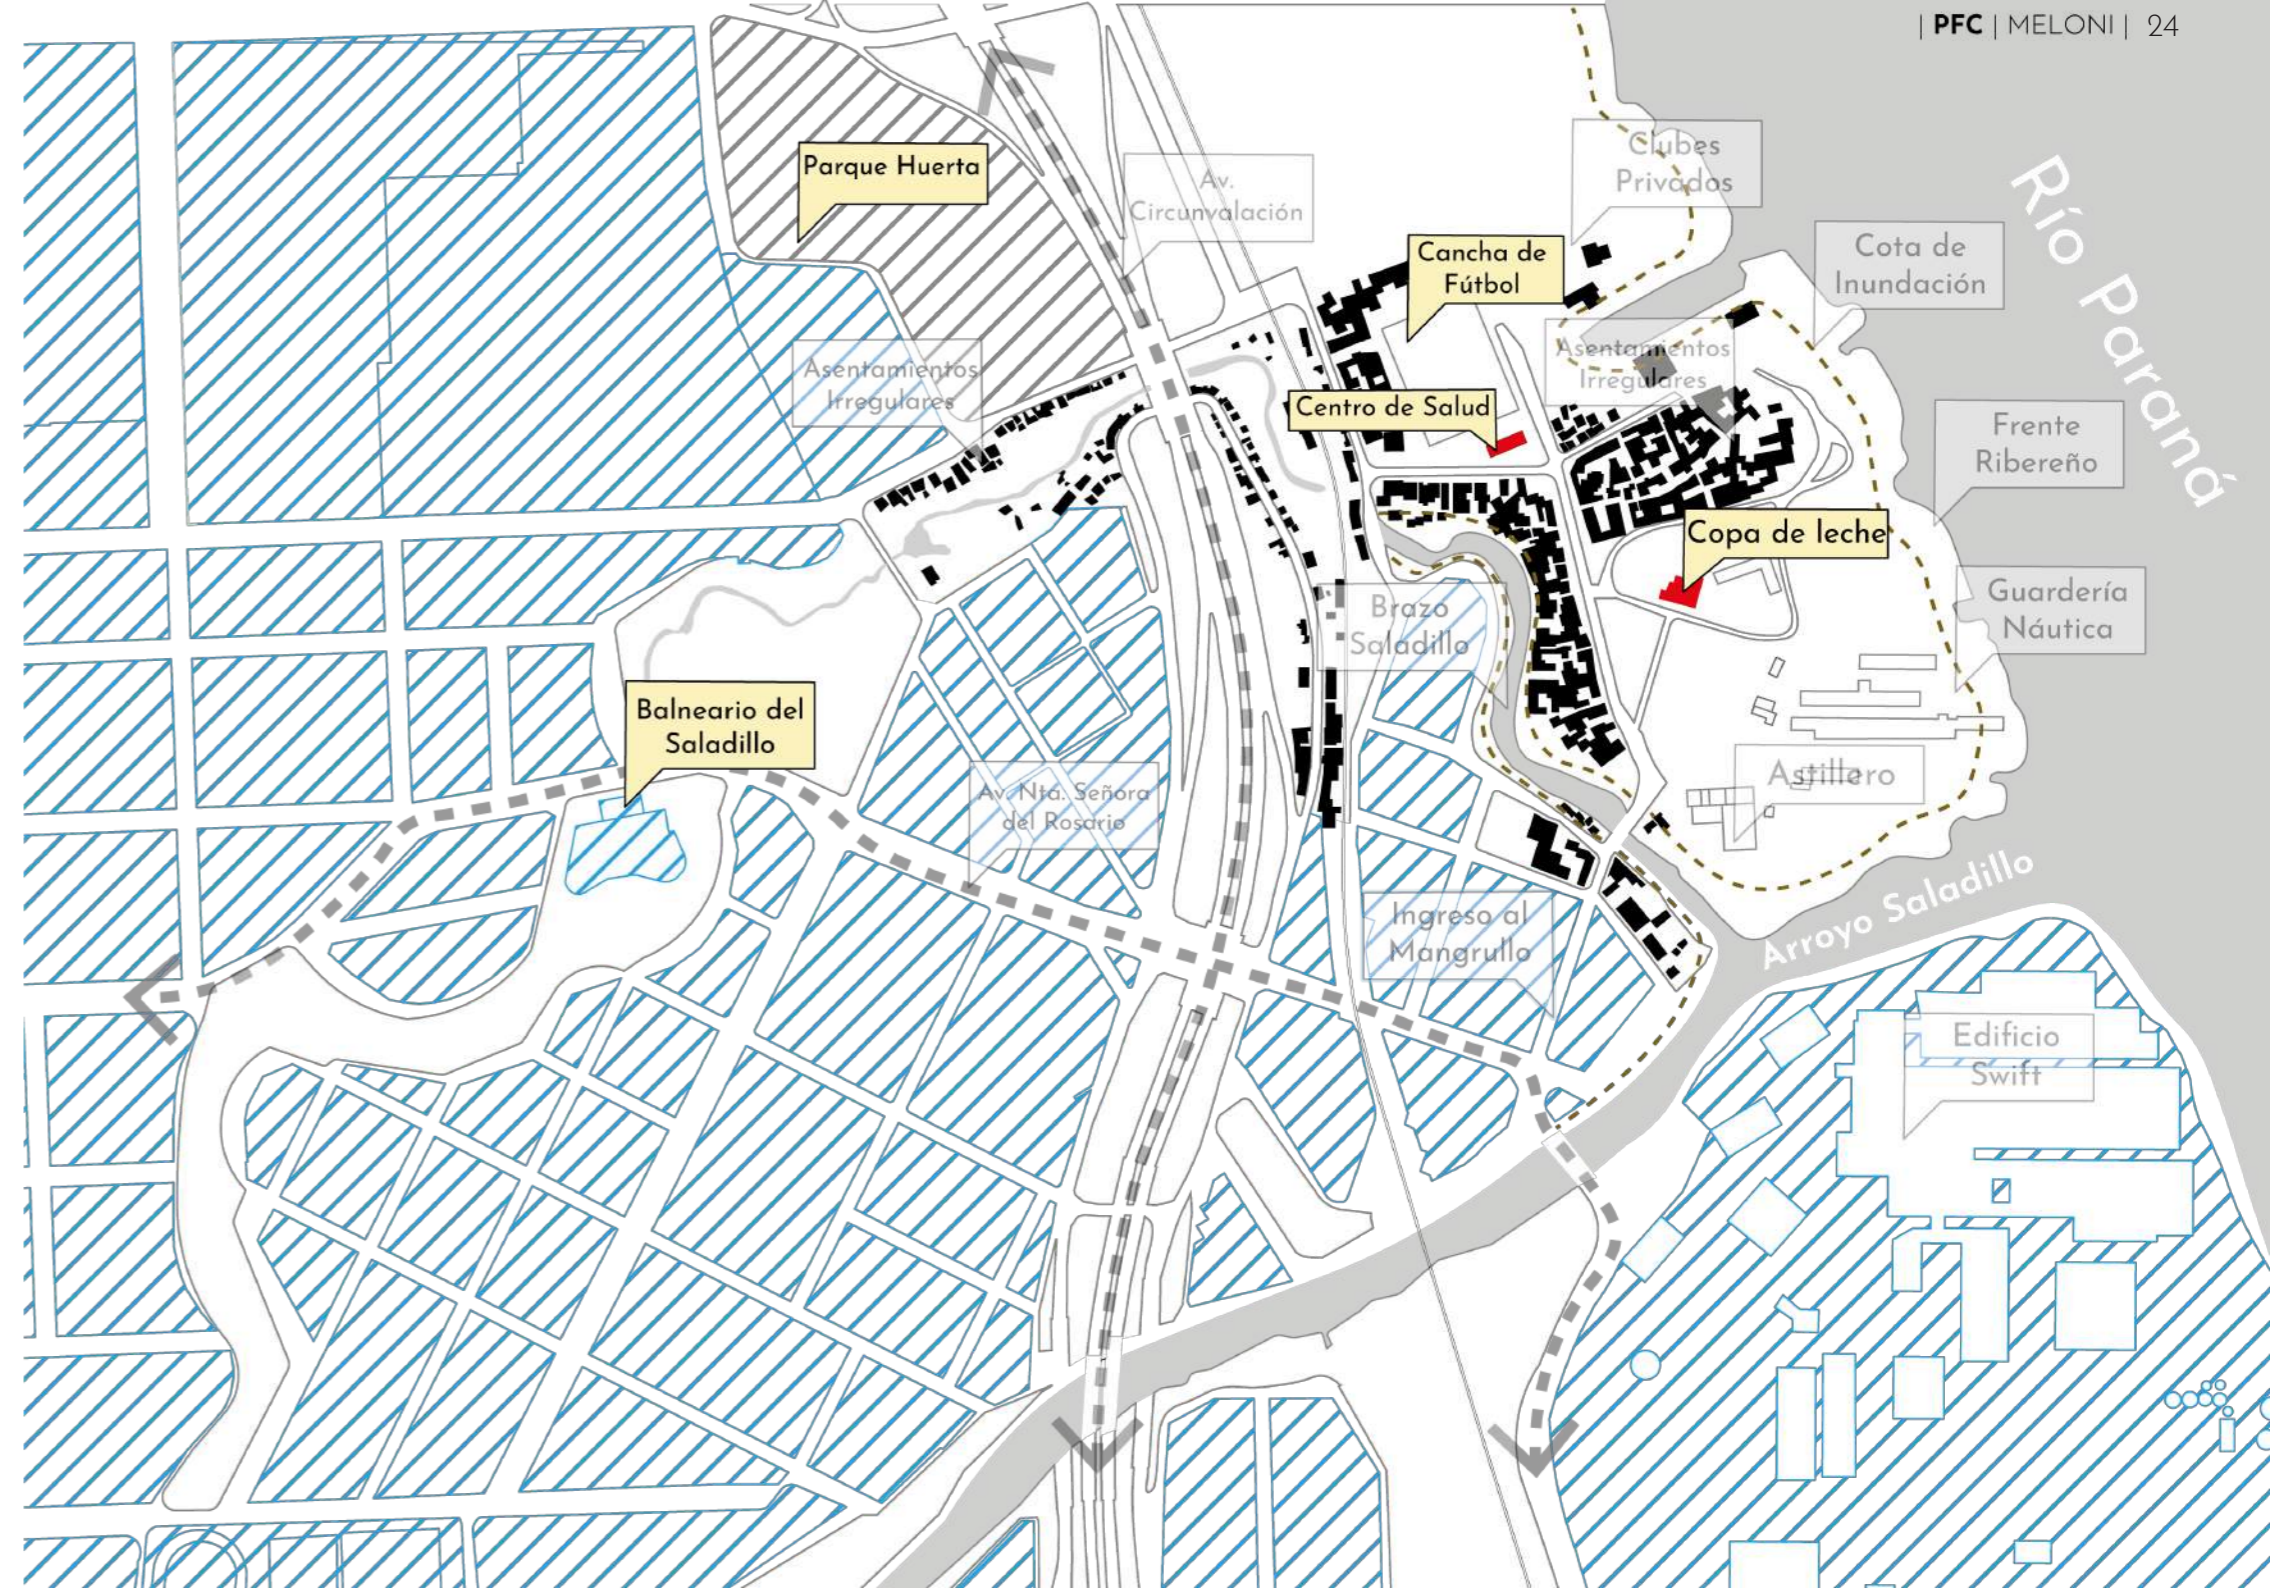 | PFC | MELONI | 24
Parque Huerta
Av.
Circunvalación
Clubes
Privados
Cancha de
Fútbol
Cota de
Inundación
Río Paraná
Asentamientos
Irregulares
Asentamientos
Irregulares
Centro de Salud
Frente
Ribereño
Copa de leche
Brazo
Saladillo
Guardería
Náutica
Balneario del
Saladillo
Av. Nta. Señora
del Rosario
Astillero
Ingreso al
Mangrullo
Arroyo Saladillo
Edificio
Swift